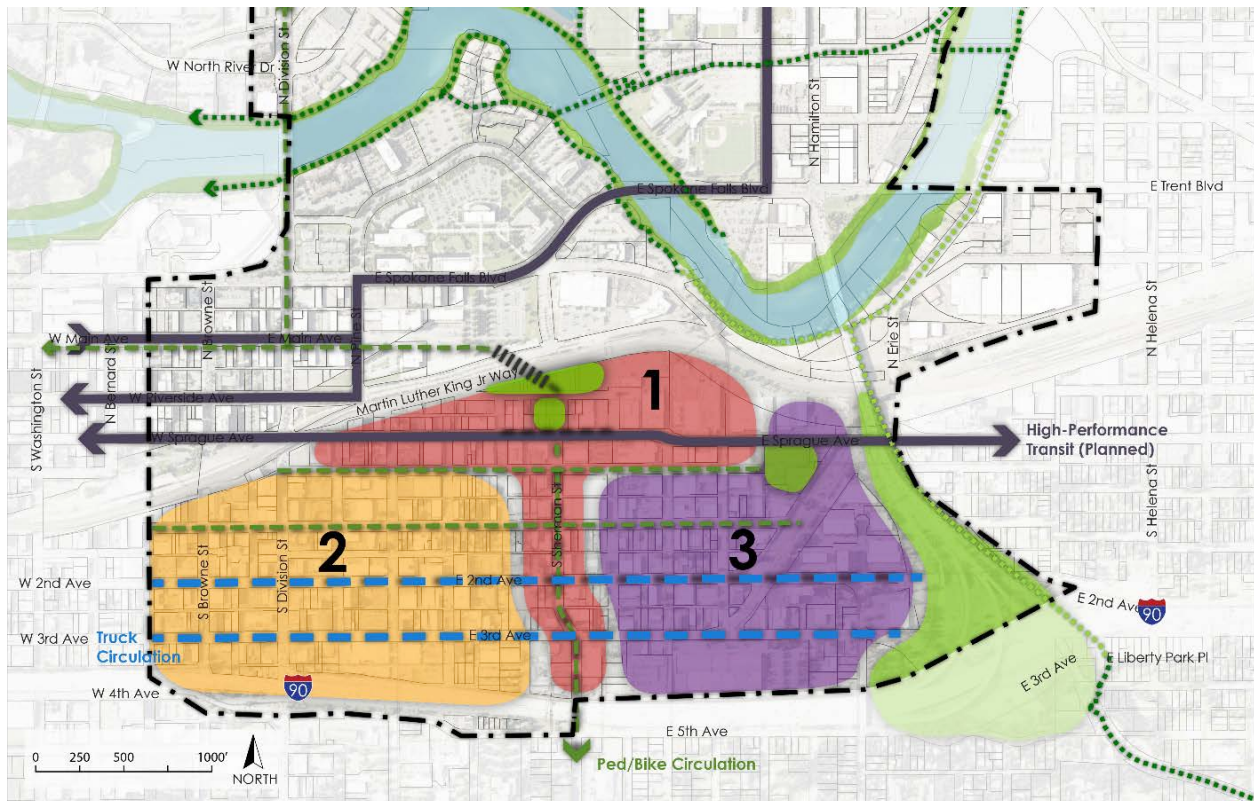 W North River Dr
N Division St
N Hamilton St
E Spokane Falls Blvd
E Trent Blvd
E Spokane Falls Blvd
N Browne St
N Pine St
N Erie St
N Helena St
W Main Ave
E Main Ave
N Bernard St
S Washington St
W Riverside Ave
Martin Luther King Jr Way
1
W Sprague Ave
E Sprague Ave
High-Performance
Transit (Planned)
S Helena St
S Sherman St
2
3
S Browne St
S Division St
W 2nd Ave
E 2nd Ave
E 2nd Ave
90
W 3rd Ave
Truck
Circulation
E 3rd Ave
E 3rd Ave
E Liberty Park Pl
W 4th Ave
90
E 5th Ave
Ped/Bike Circulation
0 250 500 1000'
NORTH